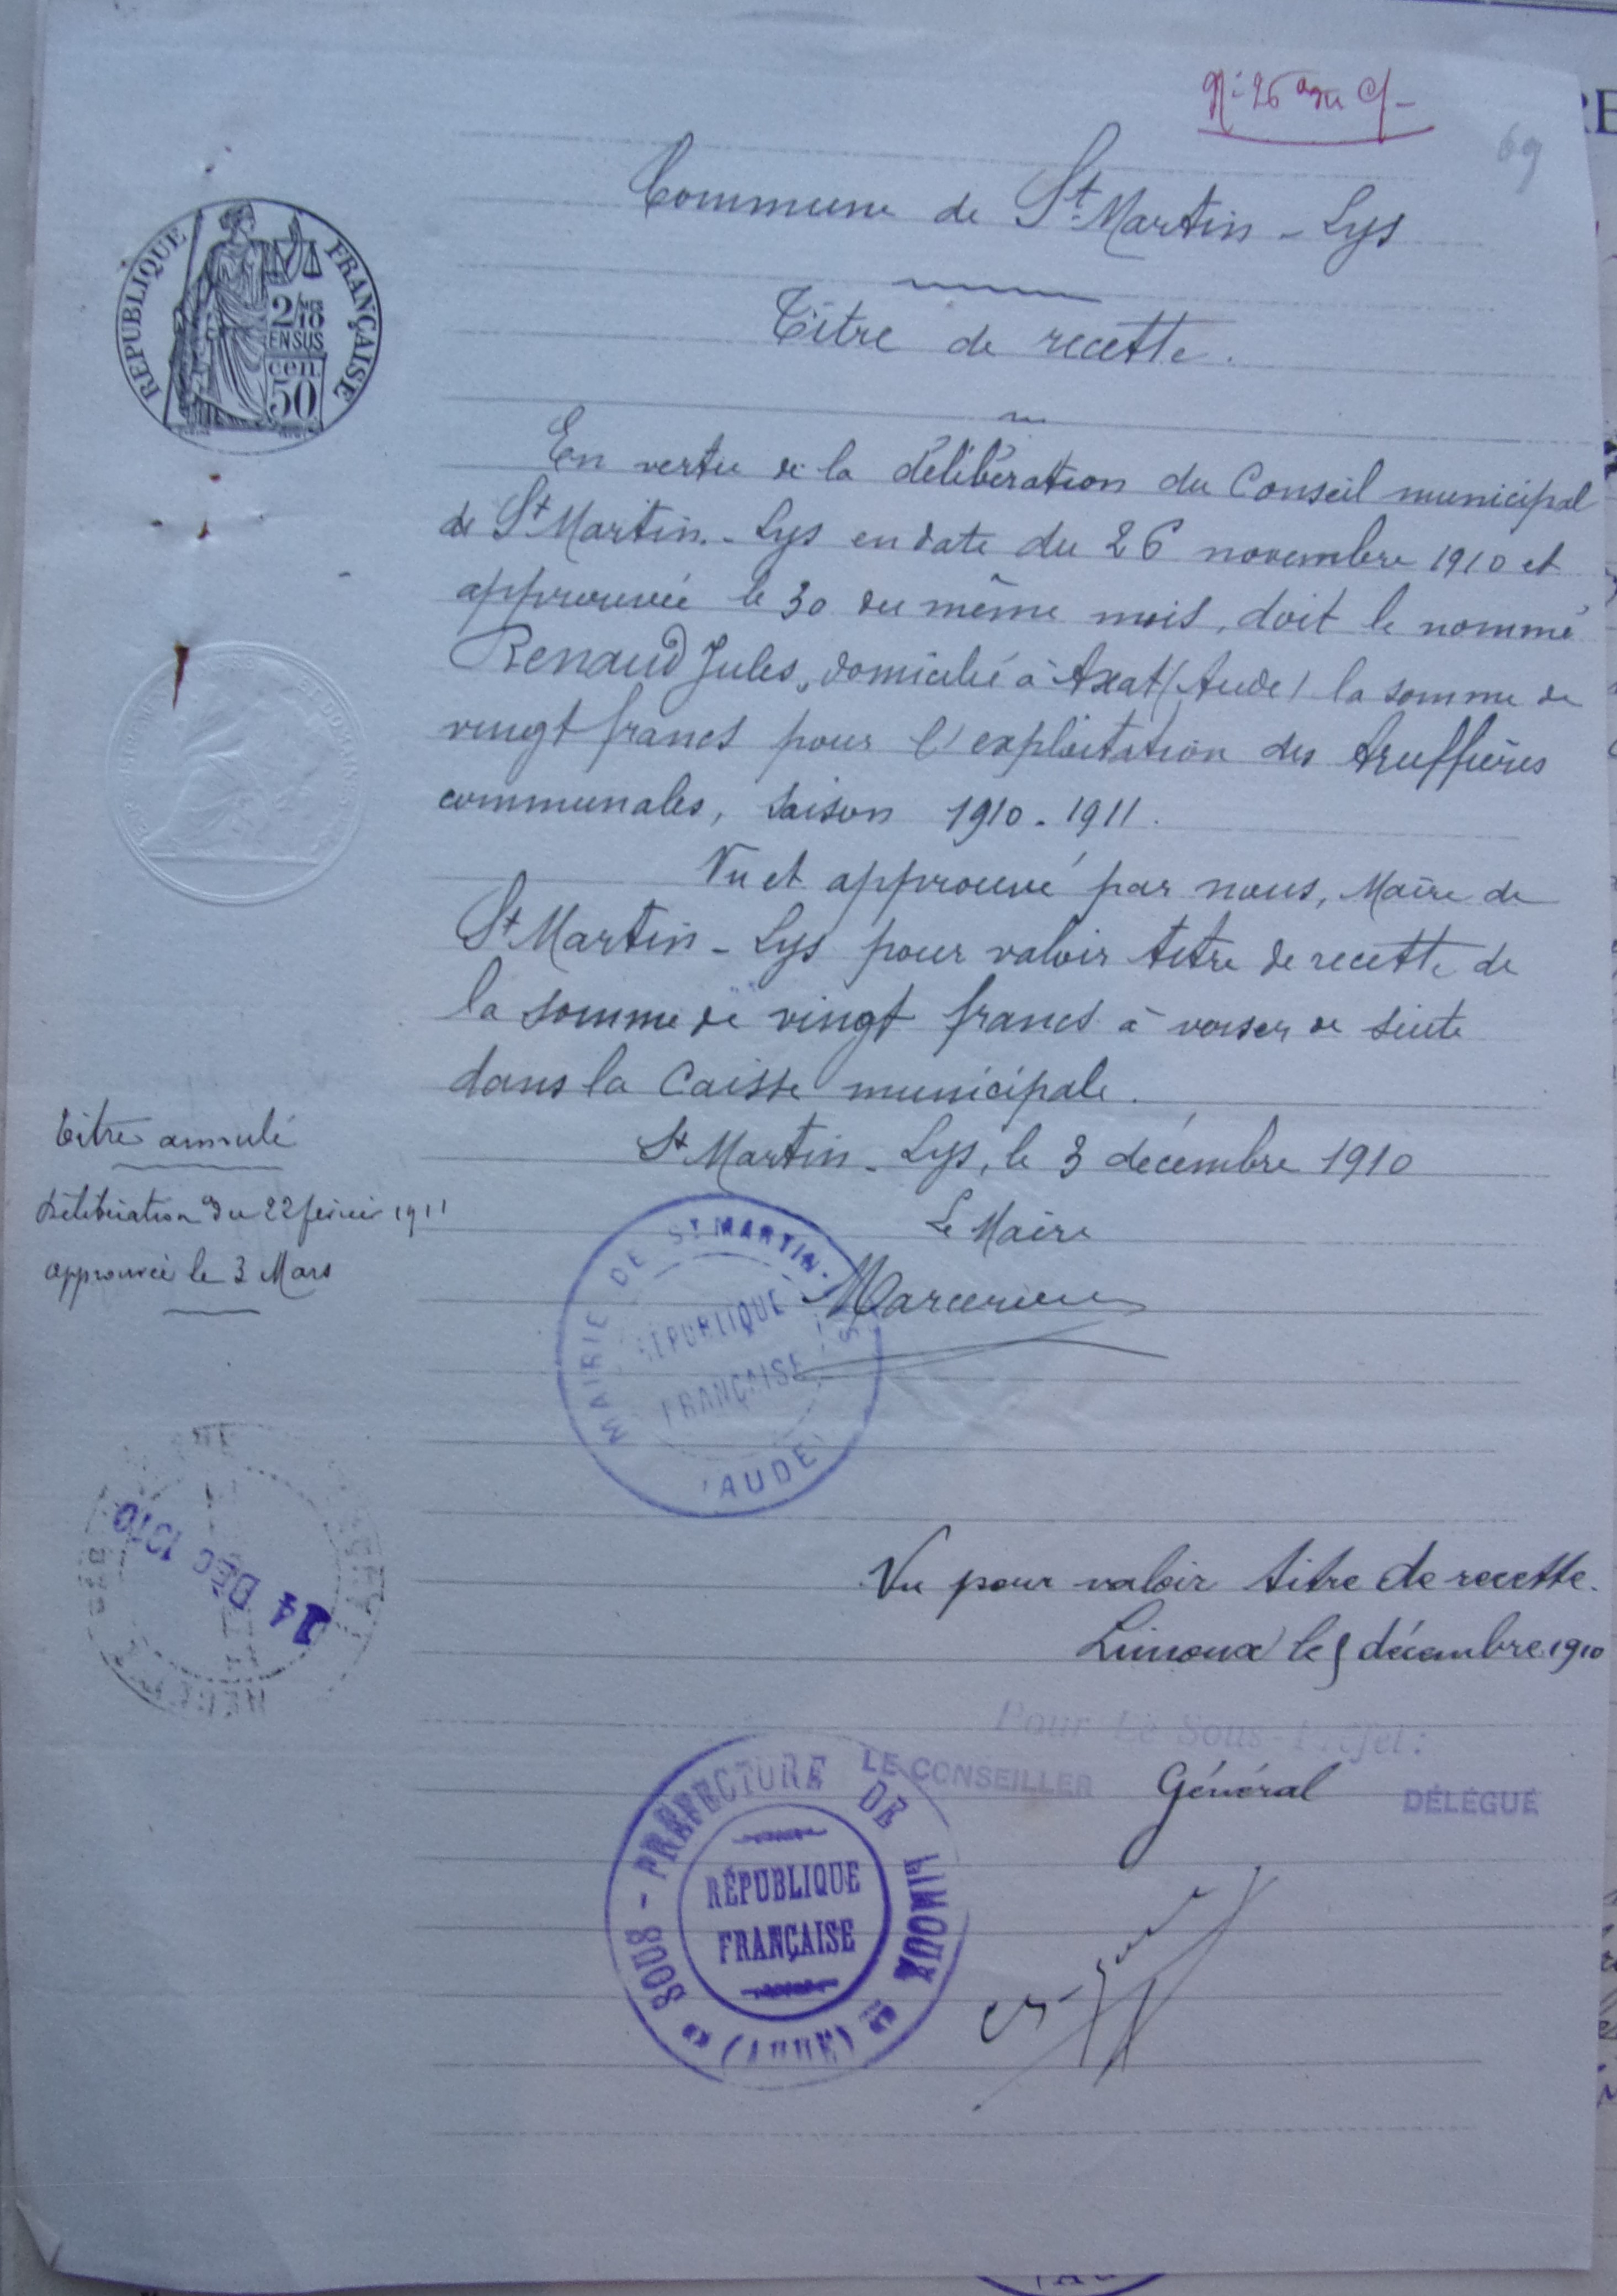 N° 26 du C/-
69
Commune de St Martin-Lys
Titre de recette.
RÉPUBLIQUE FRANÇAISE
2/MES 10
EN SUS
cen.
50
En vertu de la délibération du Conseil municipal
de St Martin-Lys en date du 26 novembre 1910 et
approuvée le 30 du même mois, doit le nommé
Renaud Jules, domicilié à Axat (Aude) la somme de
vingt francs pour l'exploitation des truffières
communales, saison 1910-1911.
Vu et approuvé par nous, Maire de
St Martin-Lys pour valoir titre de recette de
la somme de vingt francs à verser de suite
dans la Caisse municipale.
St Martin-Lys, le 3 décembre 1910
Le Maire
Titre annulé
Délibération du 22 février 1911
approuvée le 3 Mars
MAIRIE DE ST MARTIN-LYS
RÉPUBLIQUE
FRANÇAISE
(AUDE)
14 DÉC 1910
Vu pour valoir titre de recette.
Limoux le 5 décembre 1910
Pour Le Sous-Préfet:
LE CONSEILLER Général DÉLÉGUÉ
SOUS-PRÉFECTURE DE LIMOUX
RÉPUBLIQUE
FRANÇAISE
(AUDE)